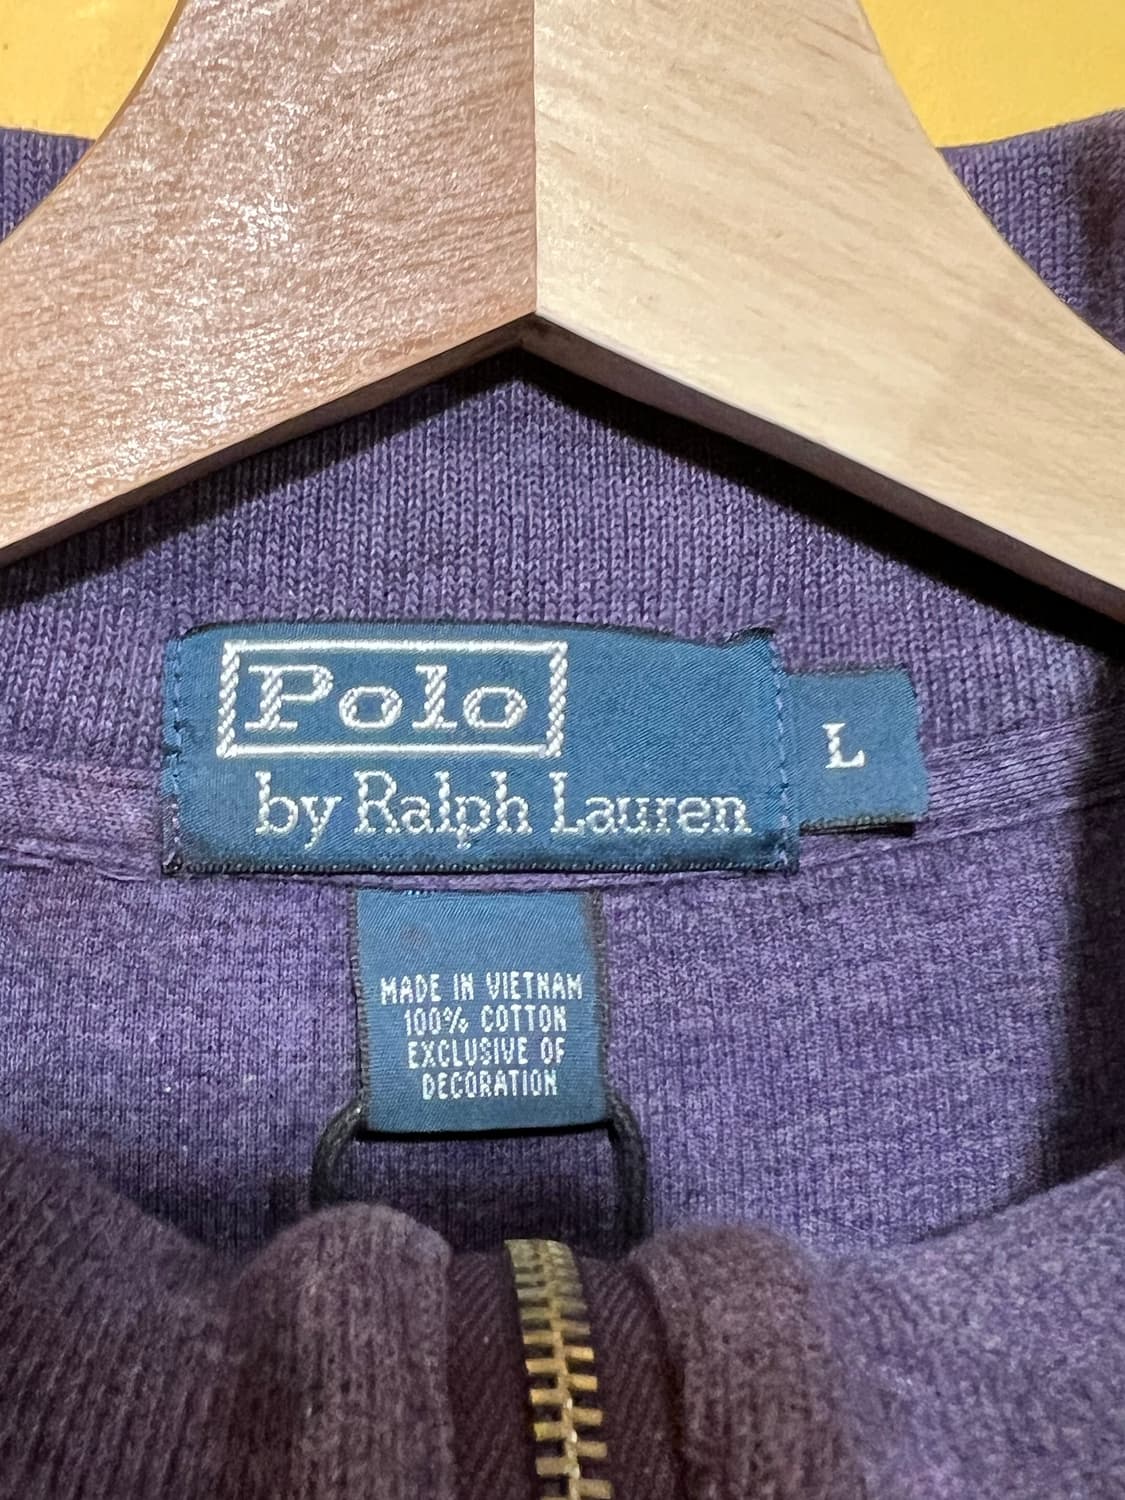 Polo
by Ralph Lauren
L
MADE IN VIETNAM
100% COTTON
EXCLUSIVE OF
DECORATION